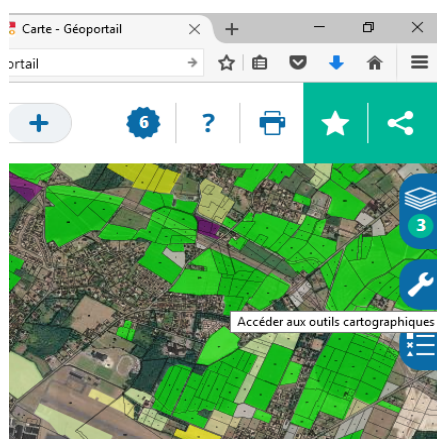 Carte - Géoportail
ortail
6
?
3
Accéder aux outils cartographiques